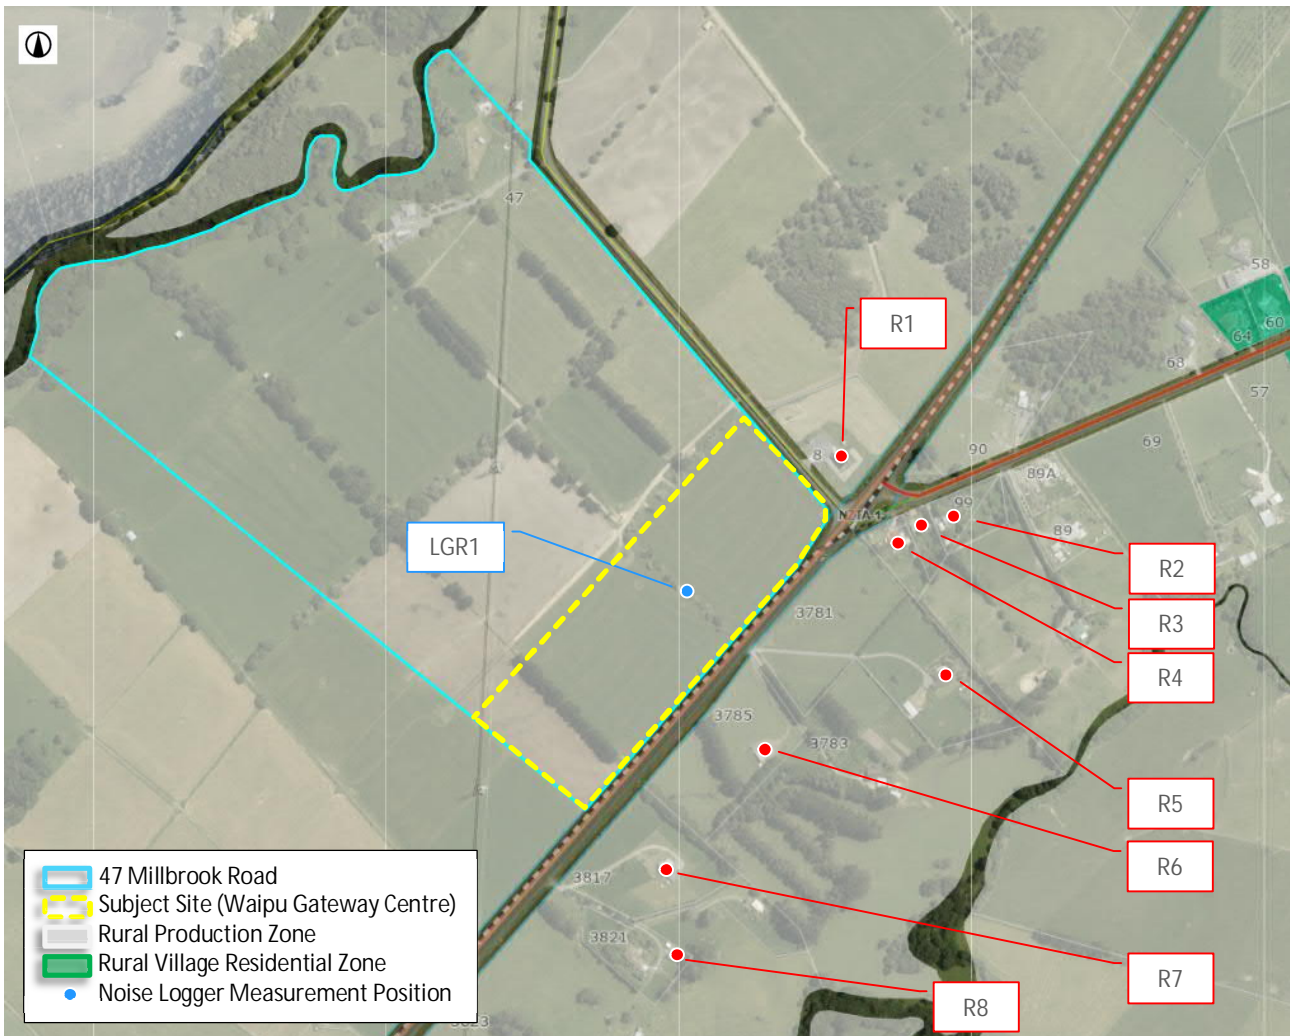 47
58
64 60
68
57
R1
8
90
69
89A
99
89
LGR1
R2
R3
3781
R4
3785
3783
R5
R6
3817
3821
R7
R8
47 Millbrook Road
Subject Site (Waipu Gateway Centre)
Rural Production Zone
Rural Village Residential Zone
Noise Logger Measurement Position